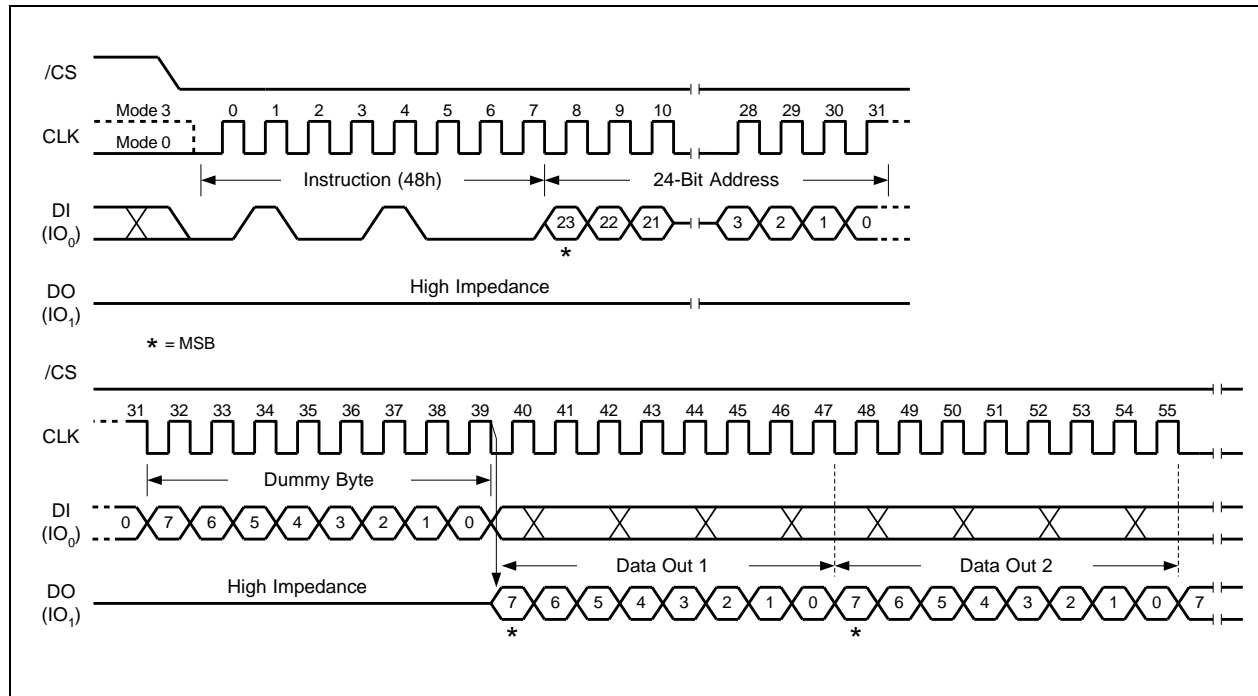 /CS
Mode 3 0 1 2 3 4 5 6 7 8 9 10 28 29 30 31
CLK
Mode 0
Instruction (48h) 24-Bit Address
DI
(IO0) 23 22 21 3 2 1 0
*
High Impedance
DO
(IO1)
* = MSB
/CS
31 32 33 34 35 36 37 38 39 40 41 42 43 44 45 46 47 48 49 50 51 52 53 54 55
CLK
Dummy Byte
DI
(IO0) 0 7 6 5 4 3 2 1 0
Data Out 1 Data Out 2
High Impedance
DO
(IO1) 7 6 5 4 3 2 1 0 7 6 5 4 3 2 1 0 7
* *